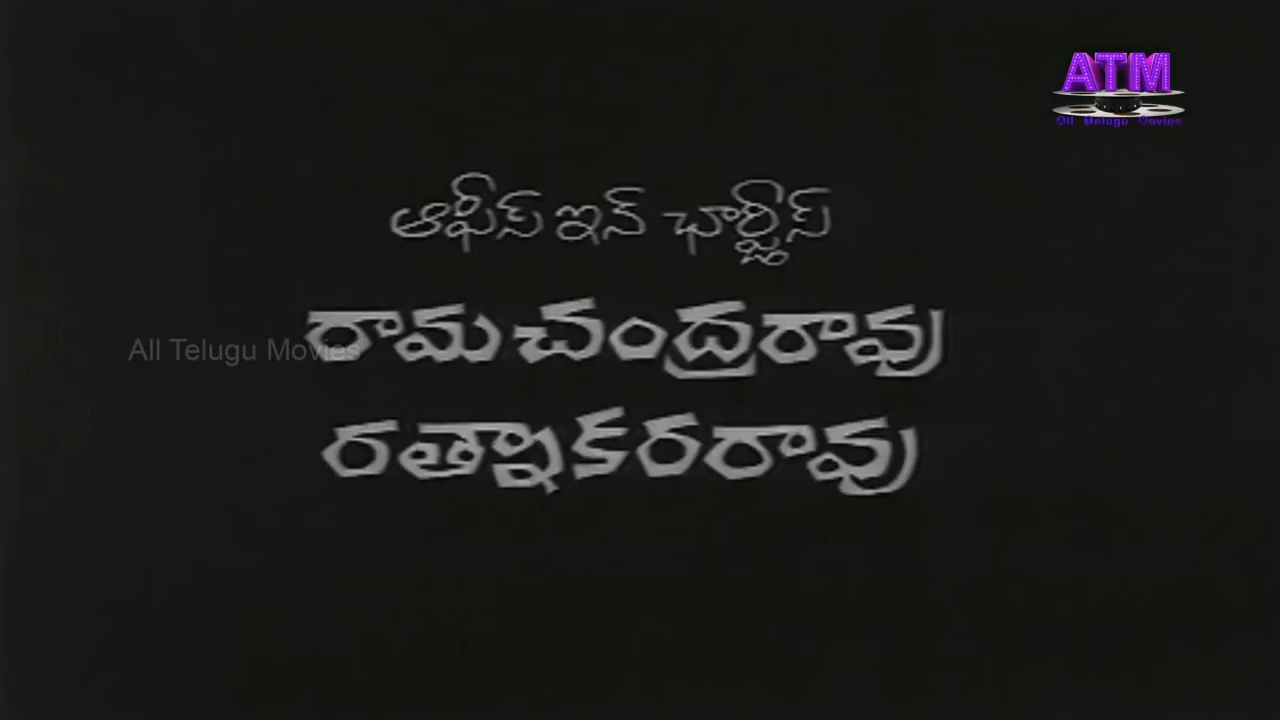 ATM
All Telugu Movies
ఆఫీస్ ఇన్ ఛార్జీస్
రామచంద్రరావు
All Telugu Movies
రత్నాకరరావు